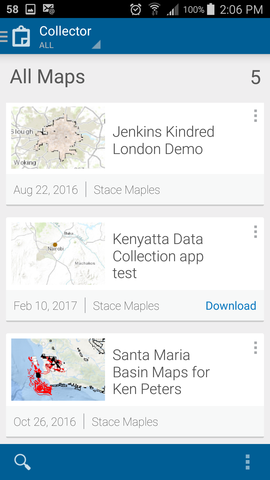 58 100% 2:06 PM
Collector
ALL
All Maps 5
Slough
Woking
Jenkins Kindred
London Demo
Aug 22, 2016 Stace Maples
Nairobi
Kenyatta Data
Collection app
test
Feb 10, 2017 Stace Maples Download
Santa Maria
Basin Maps for
Ken Peters
Oct 26, 2016 Stace Maples